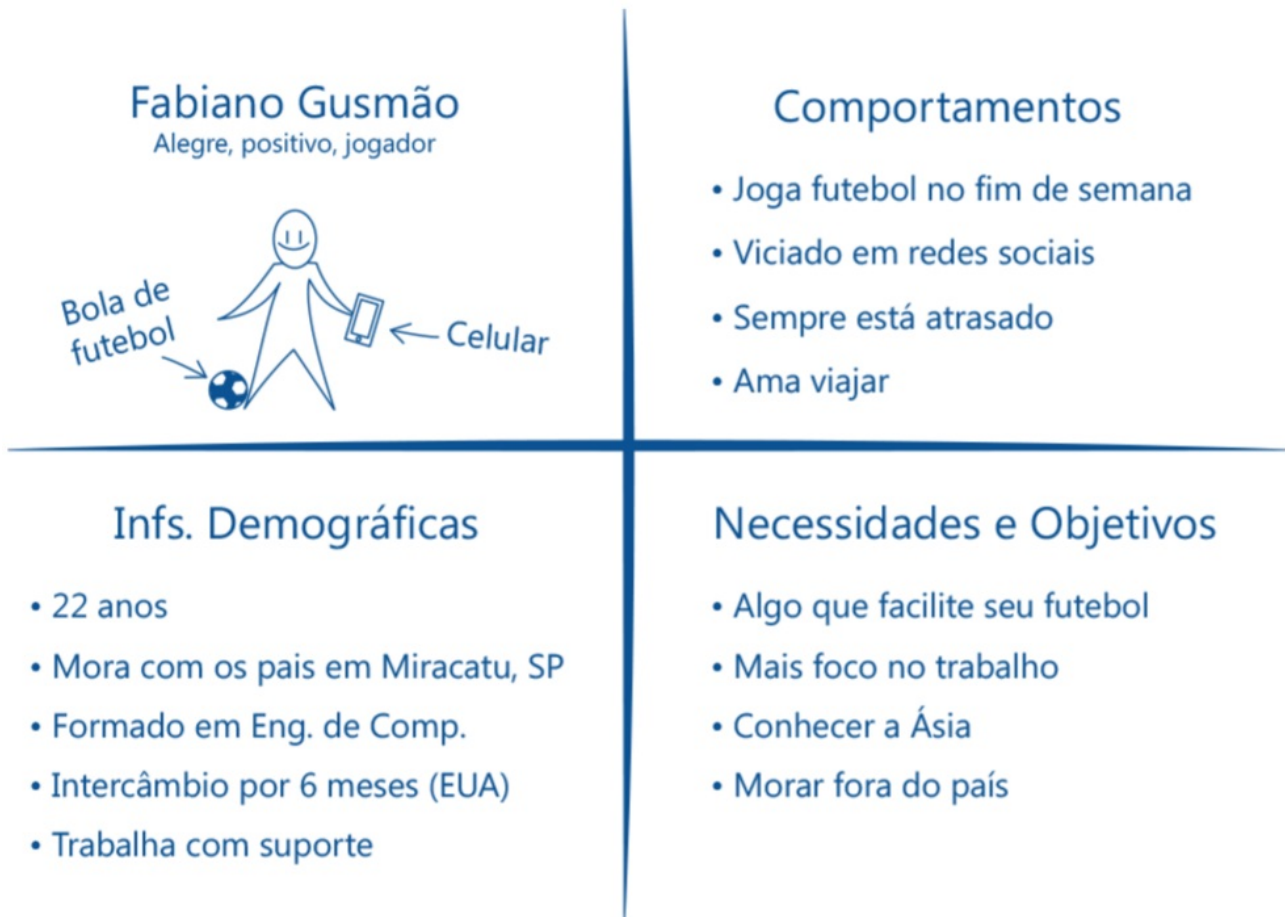 Fabiano Gusmão
Alegre, positivo, jogador
Bola de
futebol
Celular
Comportamentos
• Joga futebol no fim de semana
• Viciado em redes sociais
• Sempre está atrasado
• Ama viajar
Infs. Demográficas
• 22 anos
• Mora com os pais em Miracatu, SP
• Formado em Eng. de Comp.
• Intercâmbio por 6 meses (EUA)
• Trabalha com suporte
Necessidades e Objetivos
• Algo que facilite seu futebol
• Mais foco no trabalho
• Conhecer a Ásia
• Morar fora do país